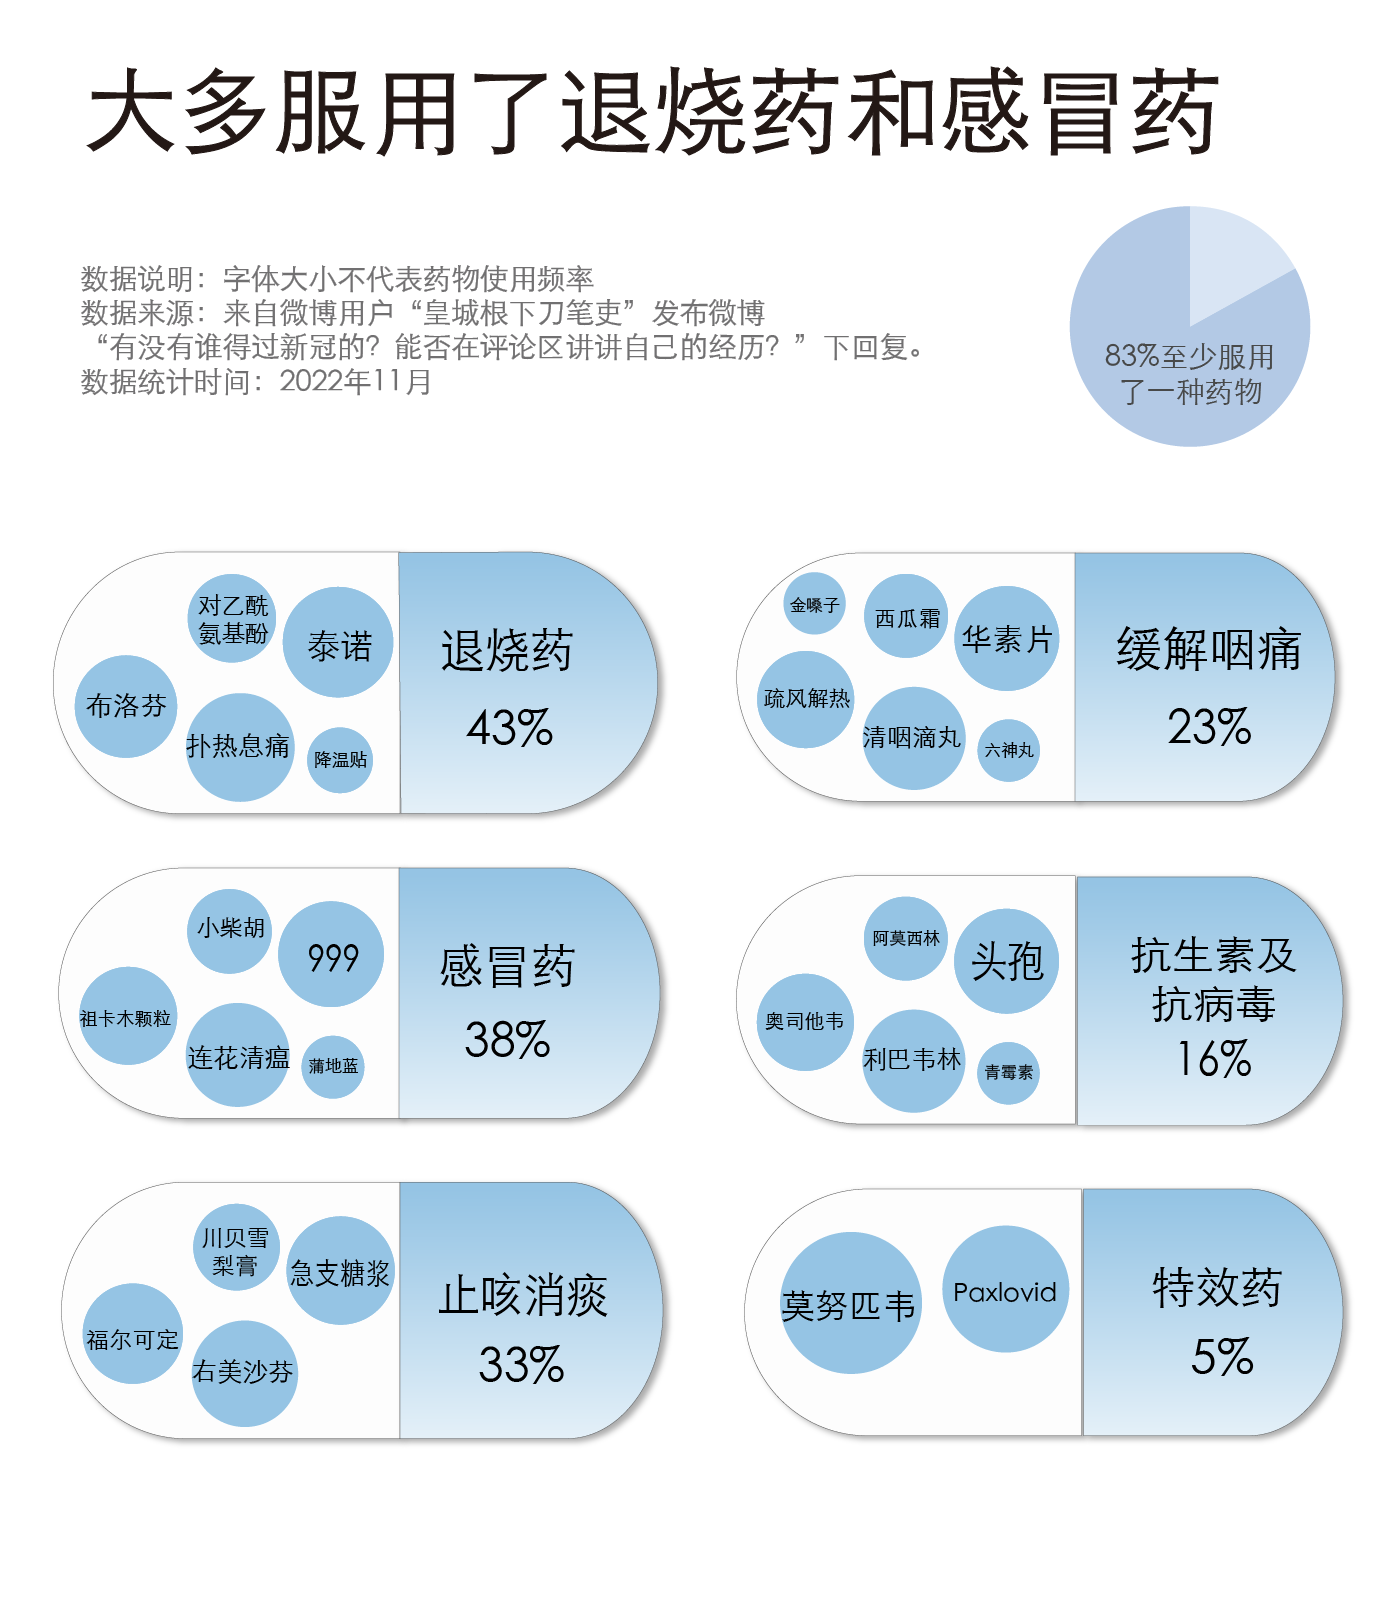 大多服用了退烧药和感冒药
数据说明：字体大小不代表药物使用频率
数据来源：来自微博用户“皇城根下刀笔吏”发布微博
“有没有谁得过新冠的？能否在评论区讲讲自己的经历？”下回复。
数据统计时间：2022年11月
83%至少服用
了一种药物
对乙酰
氨基酚
泰诺
布洛芬
扑热息痛
降温贴
退烧药
43%
金嗓子
西瓜霜
华素片
疏风解热
清咽滴丸
六神丸
缓解咽痛
23%
小柴胡
999
祖卡木颗粒
连花清瘟
蒲地蓝
感冒药
38%
阿莫西林
头孢
奥司他韦
利巴韦林
青霉素
抗生素及
抗病毒
16%
川贝雪
梨膏
急支糖浆
福尔可定
右美沙芬
止咳消痰
33%
莫努匹韦
Paxlovid
特效药
5%